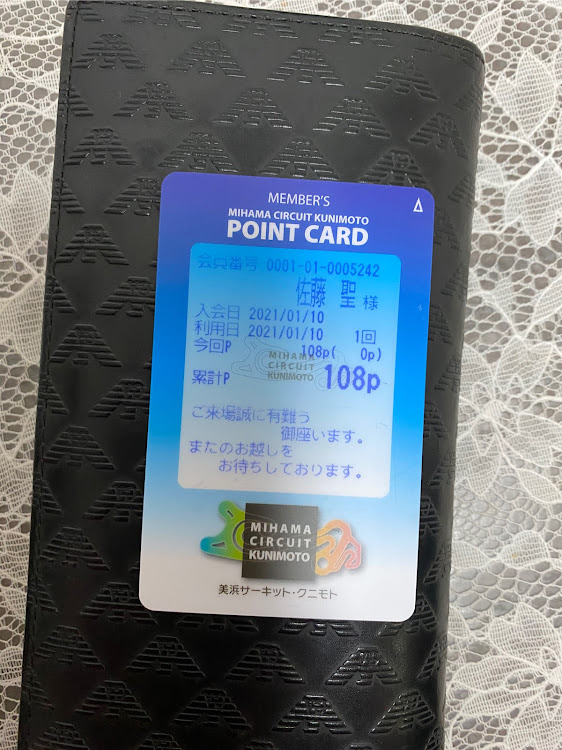 MEMBER'S
MIHAMA CIRCUIT KUNIMOTO
POINT CARD
会員番号 0001-01-0005242
佐藤 聖 様
入会日 2021/01/10
利用日 2021/01/10 1回
今回P 108p( 0p)
MIHAMA
CIRCUIT
KUNIMOTO
累計P 108p
ご来場誠に有難う
御座います。
またのお越しを
お待ちしております。
MIHAMA
CIRCUIT
KUNIMOTO
美浜サーキット・クニモト